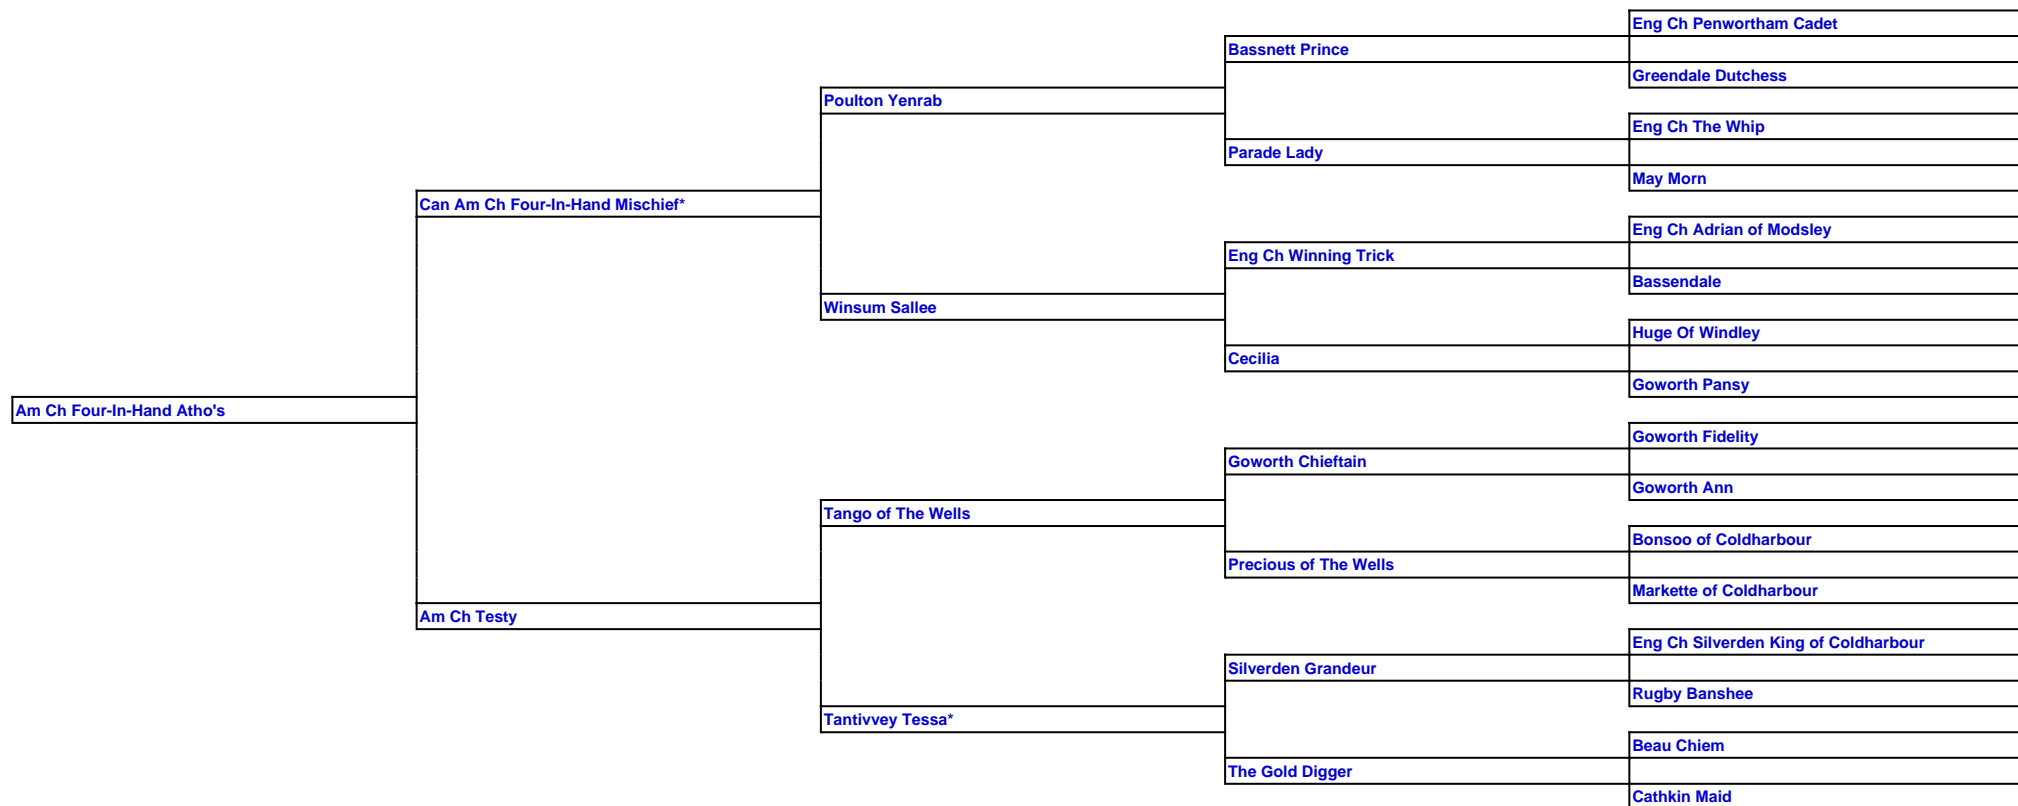 Eng Ch Penwortham Cadet
Bassnett Prince
Greendale Dutchess
Poulton Yenrab
Eng Ch The Whip
Parade Lady
May Morn
Can Am Ch Four-In-Hand Mischief*
Eng Ch Adrian of Modsley
Eng Ch Winning Trick
Bassendale
Winsum Sallee
Huge Of Windley
Cecilia
Goworth Pansy
Am Ch Four-In-Hand Atho's
Goworth Fidelity
Goworth Chieftain
Goworth Ann
Tango of The Wells
Bonsoo of Coldharbour
Precious of The Wells
Markette of Coldharbour
Am Ch Testy
Eng Ch Silverden King of Coldharbour
Silverden Grandeur
Rugby Banshee
Tantivvey Tessa*
Beau Chiem
The Gold Digger
Cathkin Maid